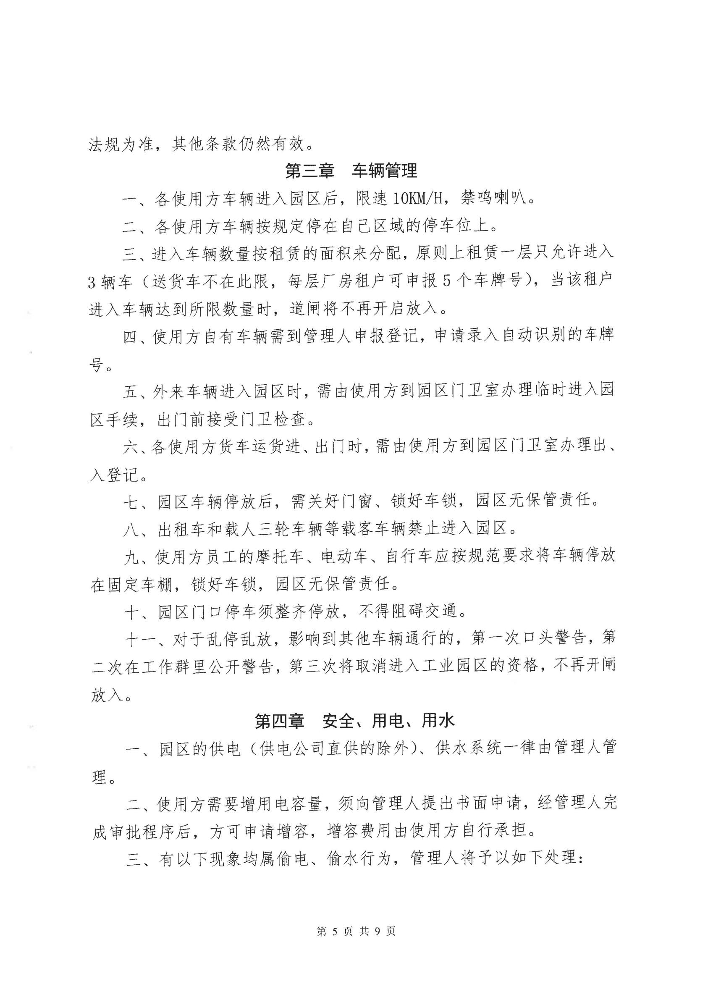 法规为准，其他条款仍然有效。
第三章　车辆管理
一、各使用方车辆进入园区后，限速 10KM/H，禁鸣喇叭。
二、各使用方车辆按规定停在自己区域的停车位上。
三、进入车辆数量按租赁的面积来分配，原则上租赁一层只允许进入
3 辆车（送货车不在此限，每层厂房租户可申报 5 个车牌号），当该租户
进入车辆达到所限数量时，道闸将不再开启放入。
四、使用方自有车辆需到管理人申报登记，申请录入自动识别的车牌
号。
五、外来车辆进入园区时，需由使用方到园区门卫室办理临时进入园
区手续，出门前接受门卫检查。
六、各使用方货车运货进、出门时，需由使用方到园区门卫室办理出、
入登记。
七、园区车辆停放后，需关好门窗、锁好车锁，园区无保管责任。
八、出租车和载人三轮车辆等载客车辆禁止进入园区。
九、使用方员工的摩托车、电动车、自行车应按规范要求将车辆停放
在固定车棚，锁好车锁，园区无保管责任。
十、园区门口停车须整齐停放，不得阻碍交通。
十一、对于乱停乱放，影响到其他车辆通行的，第一次口头警告，第
二次在工作群里公开警告，第三次将取消进入工业园区的资格，不再开闸
放入。
第四章　安全、用电、用水
一、园区的供电（供电公司直供的除外）、供水系统一律由管理人管
理。
二、使用方需要增用电容量，须向管理人提出书面申请，经管理人完
成审批程序后，方可申请增容，增容费用由使用方自行承担。
三、有以下现象均属偷电、偷水行为，管理人将予以如下处理：
第 5 页 共 9 页